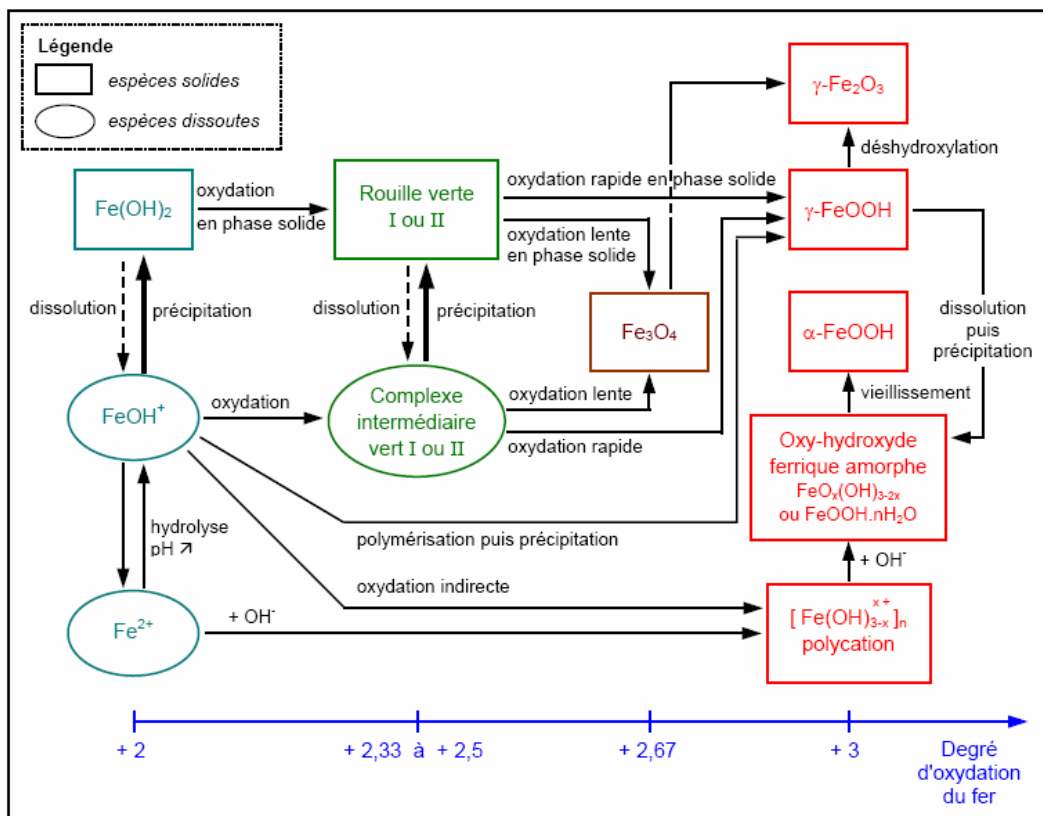 Légende
espèces solides
espèces dissoutes
γ-Fe₂O₃
déshydroxylation
Fe(OH)₂
oxydation
en phase solide
Rouille verte
I ou II
oxydation rapide en phase solide
oxydation lente
en phase solide
γ-FeOOH
dissolution
précipitation
dissolution
précipitation
Fe₃O₄
α-FeOOH
dissolution
puis
précipitation
vieillissement
FeOH⁺
oxydation
Complexe
intermédiaire
vert I ou II
oxydation lente
oxydation rapide
Oxy-hydroxyde
ferrique amorphe
FeOₓ(OH)₃₋₂ₓ
ou FeOOH.nH₂O
hydrolyse
pH ↗
polymérisation puis précipitation
oxydation indirecte
+ OH⁻
Fe²⁺
+ OH⁻
[ Fe(OH)₃₋ₓ ˣ⁺ ]ₙ
polycation
+ 2
+ 2,33 à + 2,5
+ 2,67
+ 3
Degré
d'oxydation
du fer